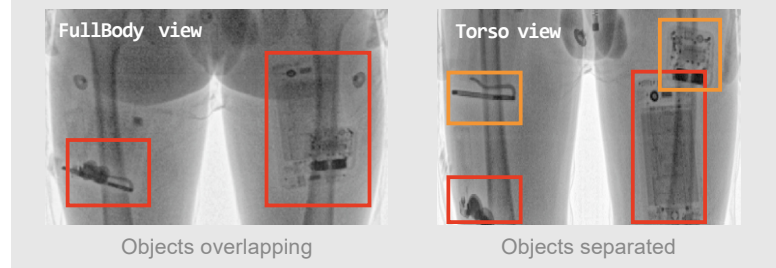 FullBody view
Torso view
Objects overlapping
Objects separated